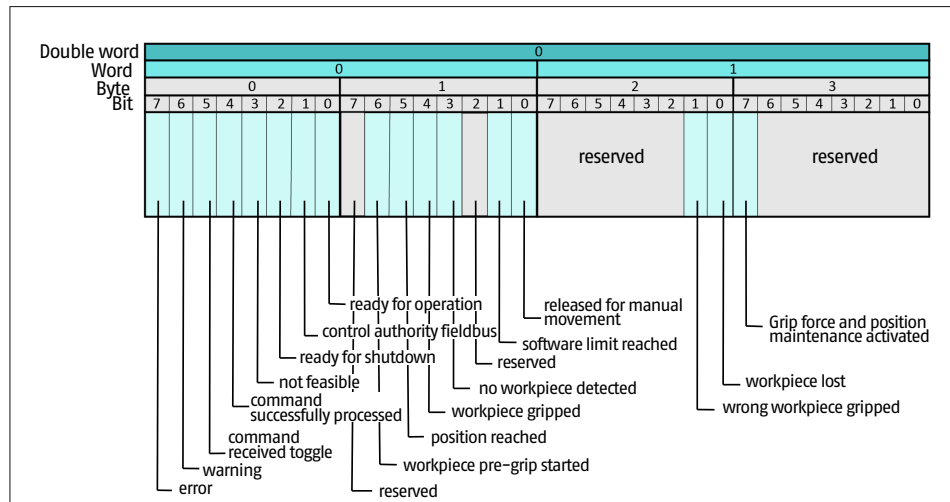 Double word 0
Word 0 1
Byte 0 1 2 3
Bit 7 6 5 4 3 2 1 0 7 6 5 4 3 2 1 0 7 6 5 4 3 2 1 0 7 6 5 4 3 2 1 0
reserved reserved
ready for operation
control authority fieldbus
ready for shutdown
not feasible
command
successfully processed
command
received toggle
warning
error
released for manual
movement
software limit reached
reserved
no workpiece detected
workpiece gripped
position reached
workpiece pre-grip started
reserved
Grip force and position
maintenance activated
workpiece lost
wrong workpiece gripped